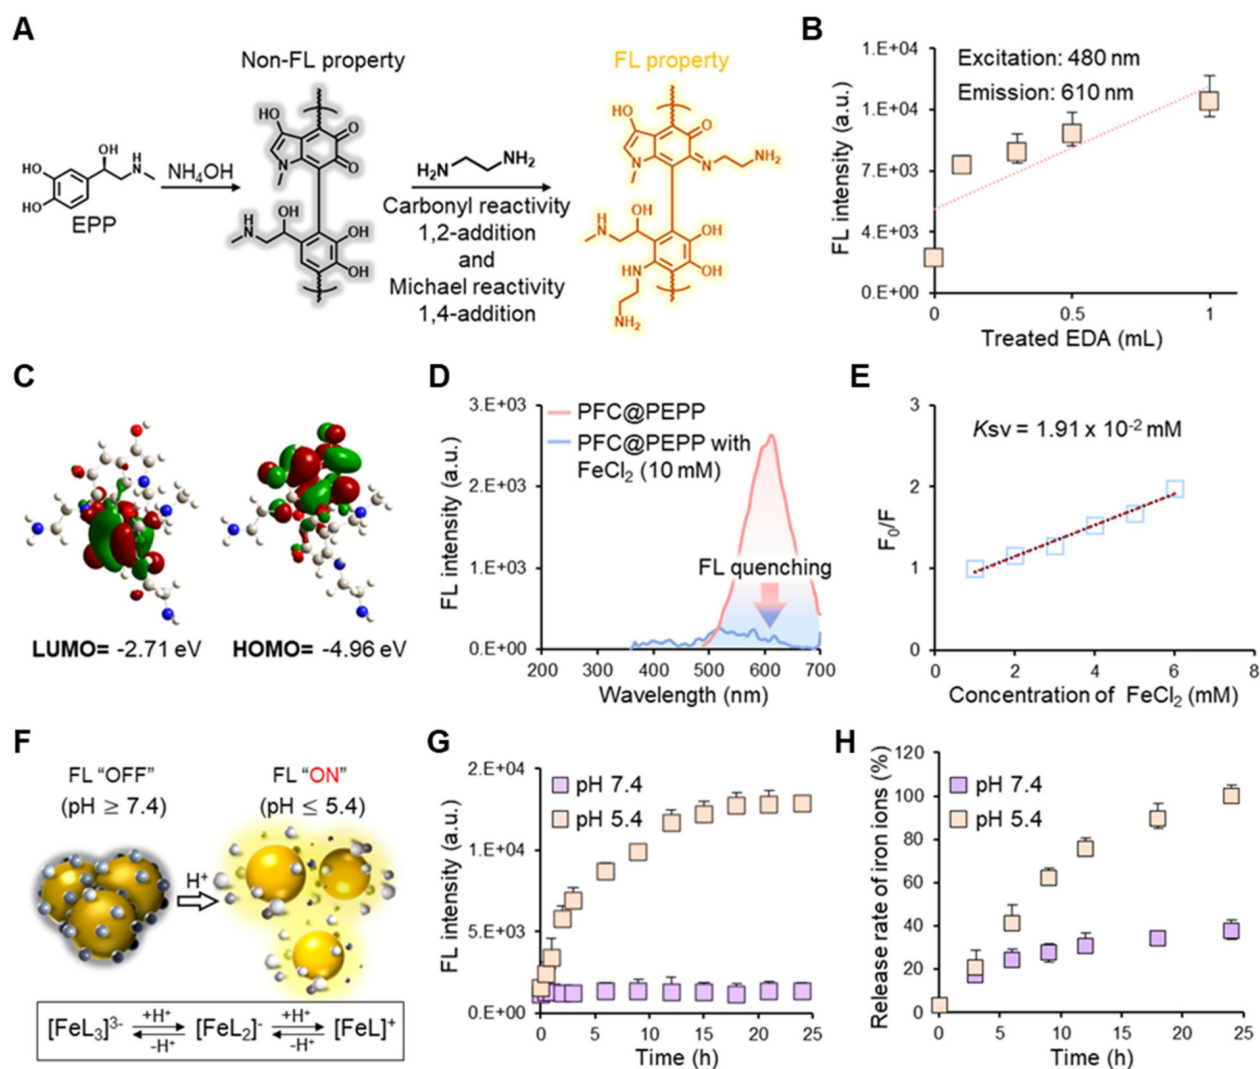 A
Non-FL property
FL property
HO
O
O
N
OH
H
N
HO
HO
EPP
NH₄OH
H
N
OH
OH
OH
H₂N
NH₂
Carbonyl reactivity
1,2-addition
and
Michael reactivity
1,4-addition
HO
O
N
N
NH₂
H
N
OH
OH
OH
HN
NH₂
B
Excitation: 480 nm
Emission: 610 nm
FL intensity (a.u.)
1.E+04
1.E+04
7.E+03
4.E+03
0.E+00
0
0.5
1
Treated EDA (mL)
C
LUMO= -2.71 eV
HOMO= -4.96 eV
D
PFC@PEPP
PFC@PEPP with
FeCl₂ (10 mM)
FL quenching
FL intensity (a.u.)
3.E+03
2.E+03
1.E+03
0.E+00
200 300 400 500 600 700
Wavelength (nm)
E
Ksv = 1.91 x 10⁻² mM
F₀/F
3
2
1
0
0 2 4 6 8
Concentration of FeCl₂ (mM)
F
FL “OFF”
(pH ≥ 7.4)
FL “ON”
(pH ≤ 5.4)
H⁺
[FeL₃]³⁻ +H⁺ -H⁺ [FeL₂]⁻ +H⁺ -H⁺ [FeL]⁺
G
pH 7.4
pH 5.4
FL intensity (a.u.)
2.E+04
1.E+04
5.E+03
0.E+00
0 5 10 15 20 25
Time (h)
H
pH 7.4
pH 5.4
Release rate of iron ions (%)
120
100
80
60
40
20
0
0 5 10 15 20 25
Time (h)